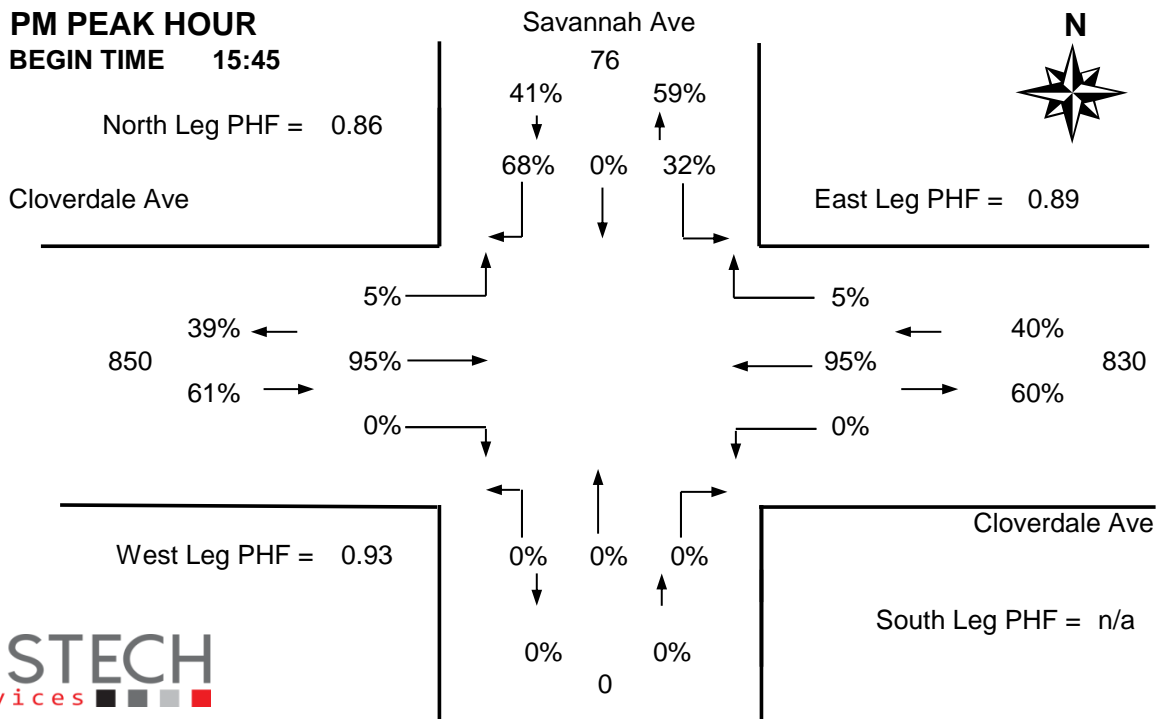 PM PEAK HOUR
BEGIN TIME 15:45
Savannah Ave
76
N
41% 59%
North Leg PHF = 0.86
68% 0% 32%
Cloverdale Ave
East Leg PHF = 0.89
5% 5%
39% 40%
850 95% 95% 830
61% 60%
0% 0%
Cloverdale Ave
West Leg PHF = 0.93
0% 0% 0%
South Leg PHF = n/a
0% 0%
0
STECH
vices